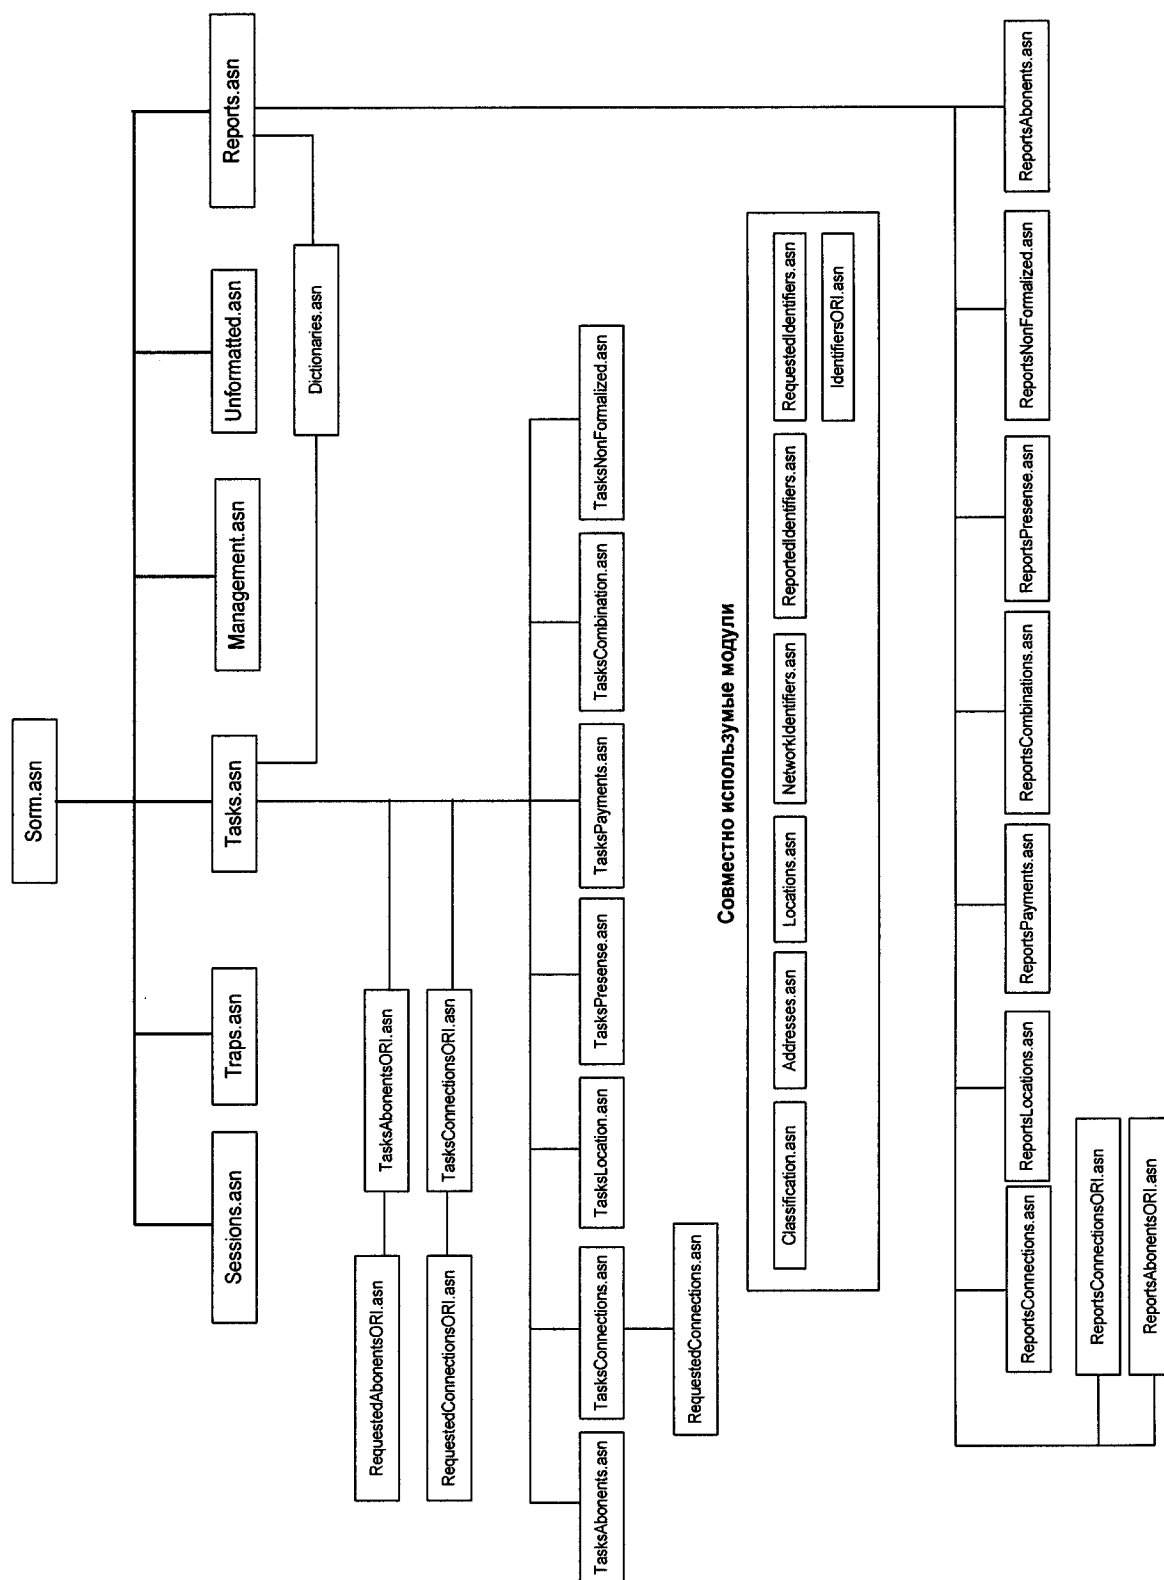 Sorm.asn
Sessions.asn
Traps.asn
Tasks.asn
Management.asn
Unformatted.asn
Reports.asn
Dictionaries.asn
RequestedAbonentsORI.asn
TasksAbonentsORI.asn
RequestedConnectionsORI.asn
TasksConnectionsORI.asn
TasksAbonents.asn
TasksConnections.asn
TasksLocation.asn
TasksPresense.asn
TasksPayments.asn
TasksCombination.asn
TasksNonFormalized.asn
RequestedConnections.asn
Совместно использумые модули
Classification.asn
Addresses.asn
Locations.asn
NetworkIdentifiers.asn
ReportedIdentifiers.asn
RequestedIdentifiers.asn
IdentifiersORI.asn
ReportsConnections.asn
ReportsLocations.asn
ReportsPayments.asn
ReportsCombinations.asn
ReportsPresense.asn
ReportsNonFormalized.asn
ReportsAbonents.asn
ReportsConnectionsORI.asn
ReportsAbonentsORI.asn